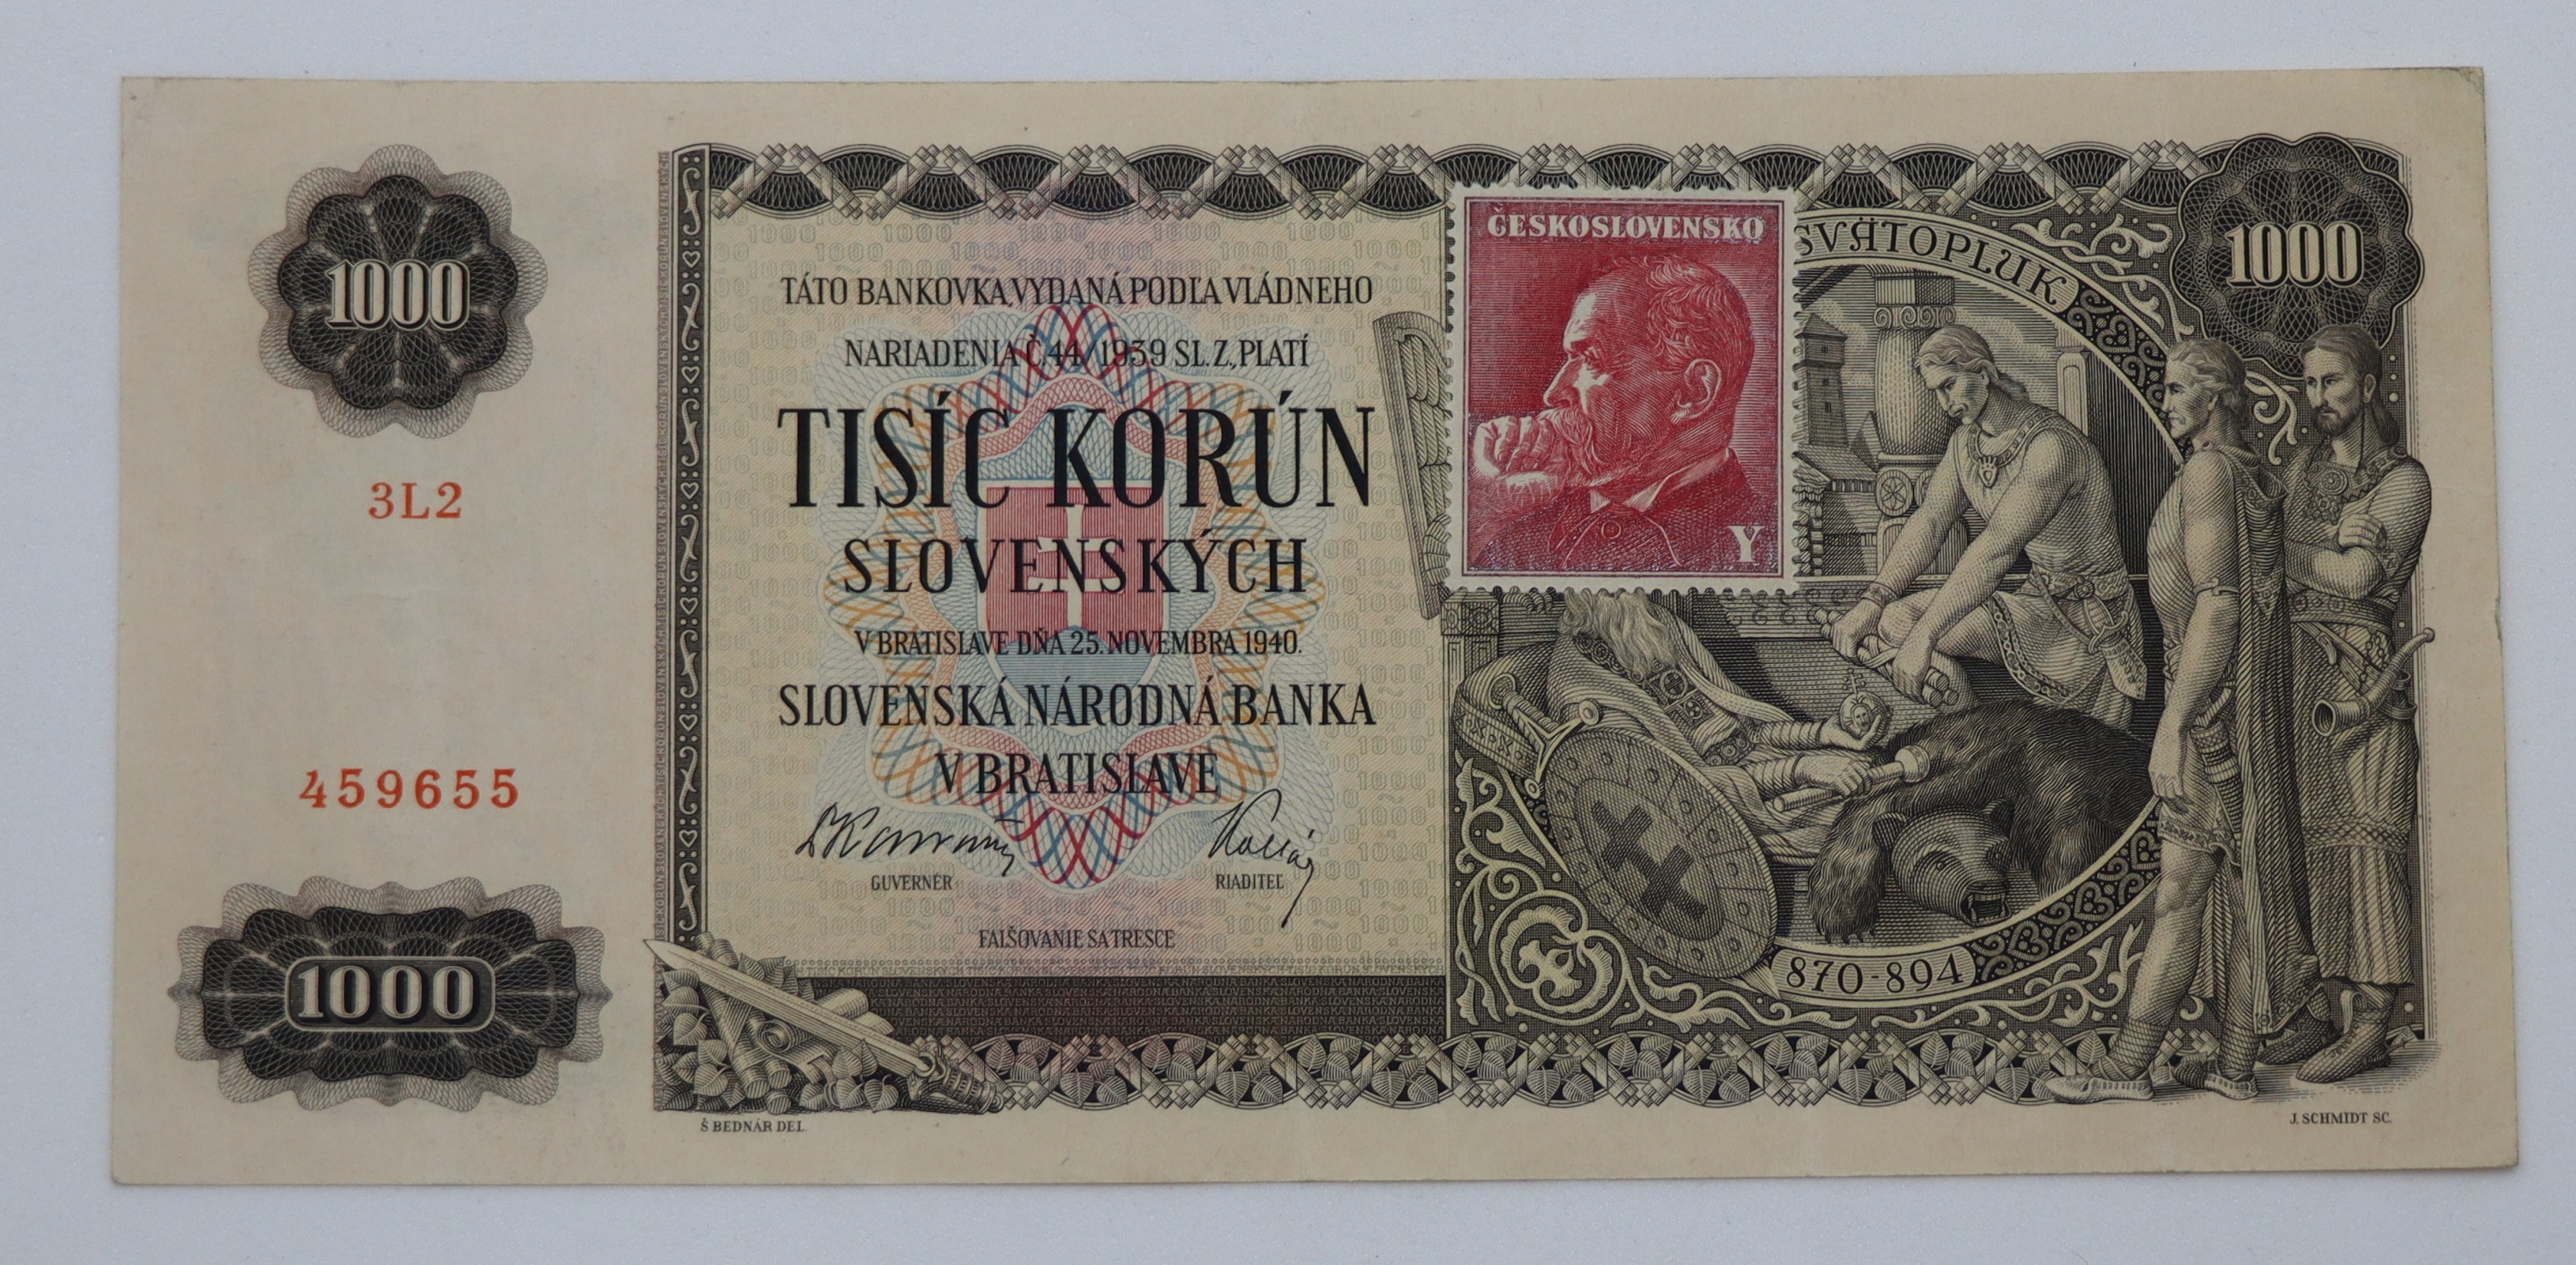 1000
3L2
459655
1000
TÁTO BANKOVKA, VYDANÁ PODĽA VLÁDNEHO
NARIADENIA Č. 44/1939 SL. Z., PLATÍ
TISÍC KORÚN
SLOVENSKÝCH
V BRATISLAVE DŇA 25. NOVEMBRA 1940.
SLOVENSKÁ NÁRODNÁ BANKA
V BRATISLAVE
GUVERNÉR
RIADITEĽ
FALŠOVANIE SA TRESCE
Š BEDNÁR DEL.
ČESKOSLOVENSKO
Y
SVÄTOPLUK
1000
870-894
J. SCHMIDT SC.